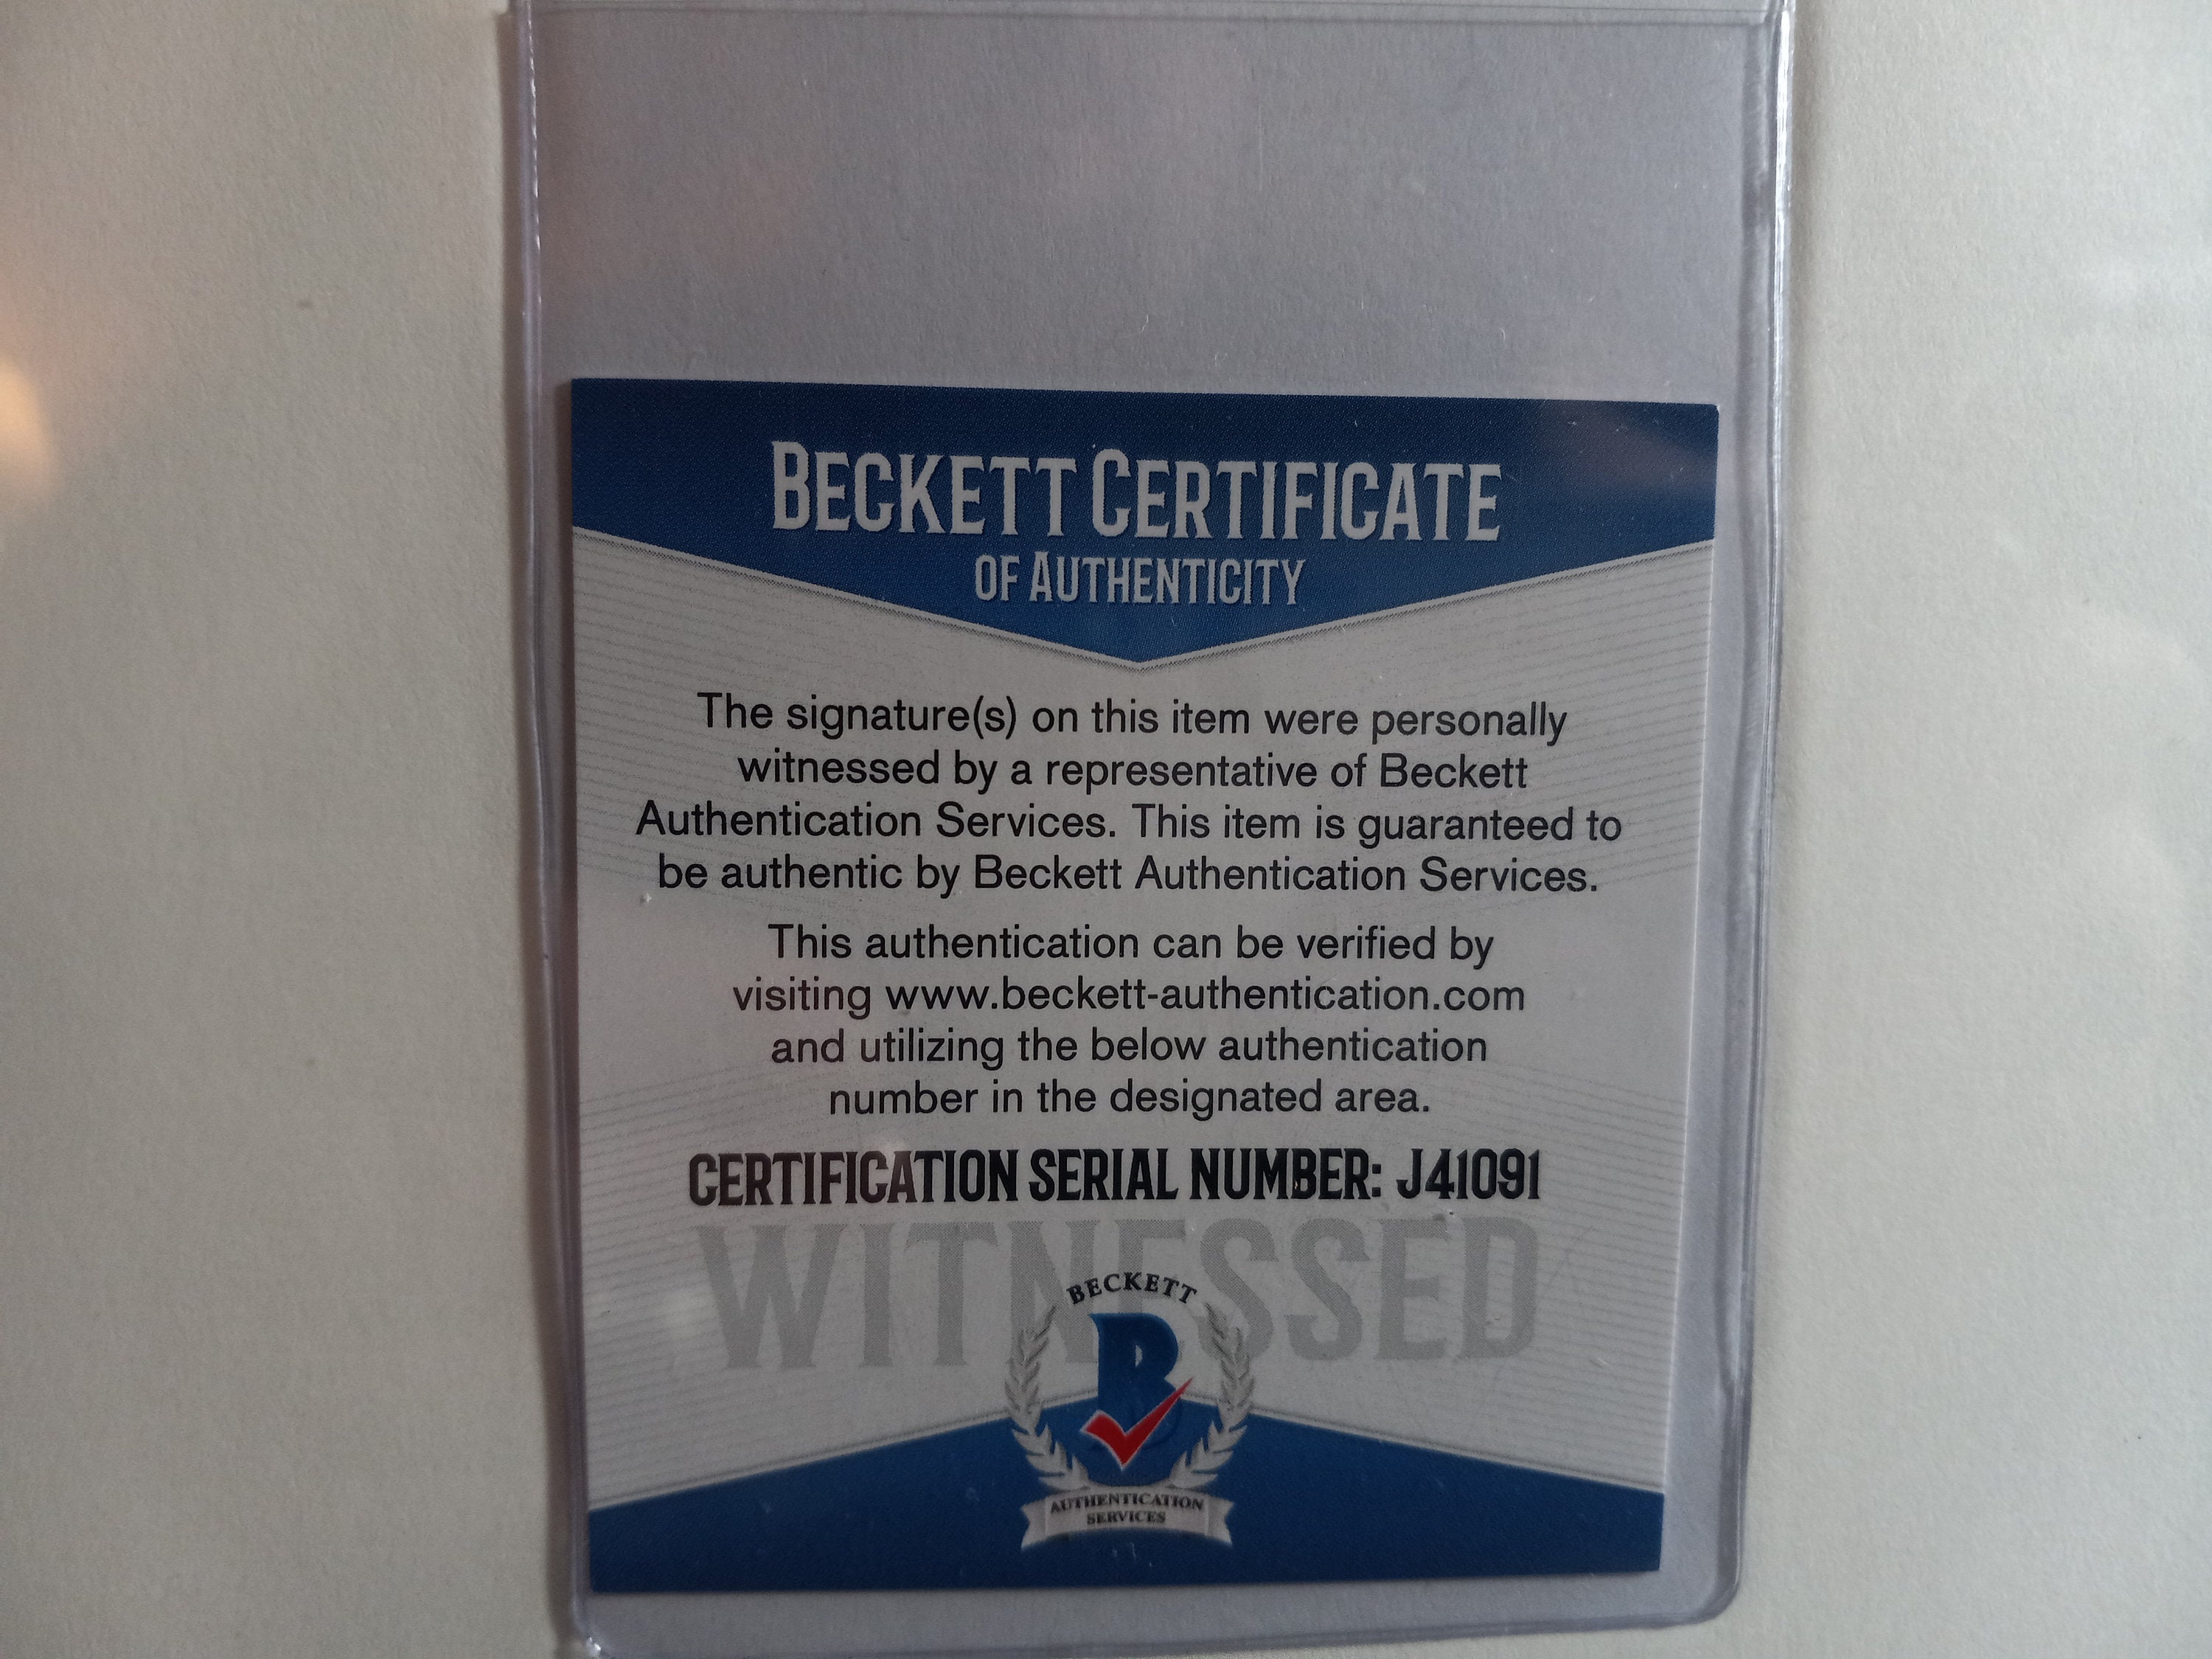 BECKETT CERTIFICATE
OF AUTHENTICITY
The signature(s) on this item were personally
witnessed by a representative of Beckett
Authentication Services. This item is guaranteed to
be authentic by Beckett Authentication Services.
This authentication can be verified by
visiting www.beckett-authentication.com
and utilizing the below authentication
number in the designated area.
CERTIFICATION SERIAL NUMBER: J41091
WITNESSED
BECKETT
B
AUTHENTICATION
SERVICES